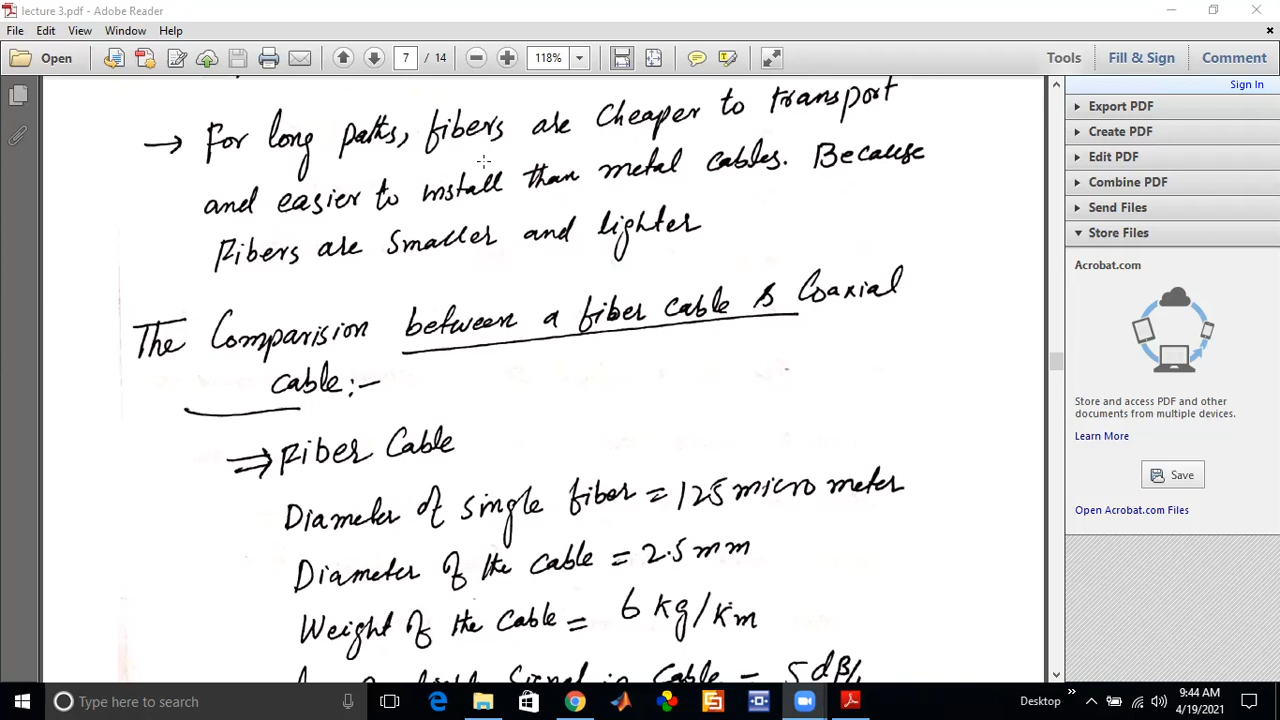 lecture 3.pdf - Adobe Reader
File Edit View Window Help
Open 7 / 14 118% Tools Fill & Sign Comment
Sign In
→ For long paths, fibers are Cheaper to transport
and easier to install than metal cables. Because
Fibers are smaller and lighter
The Comparision between a fiber cable & Coaxial
cable:-
⇒ Fiber Cable
Diameter of single fiber = 125 micro meter
Diameter of the cable = 2.5 mm
Weight of the Cable = 6 kg/km
signal in Cable = 5 dB/
Export PDF
Create PDF
Edit PDF
Combine PDF
Send Files
Store Files
Acrobat.com
Store and access PDF and other
documents from multiple devices.
Learn More
Save
Open Acrobat.com Files
Type here to search
Desktop
9:44 AM
4/19/2021